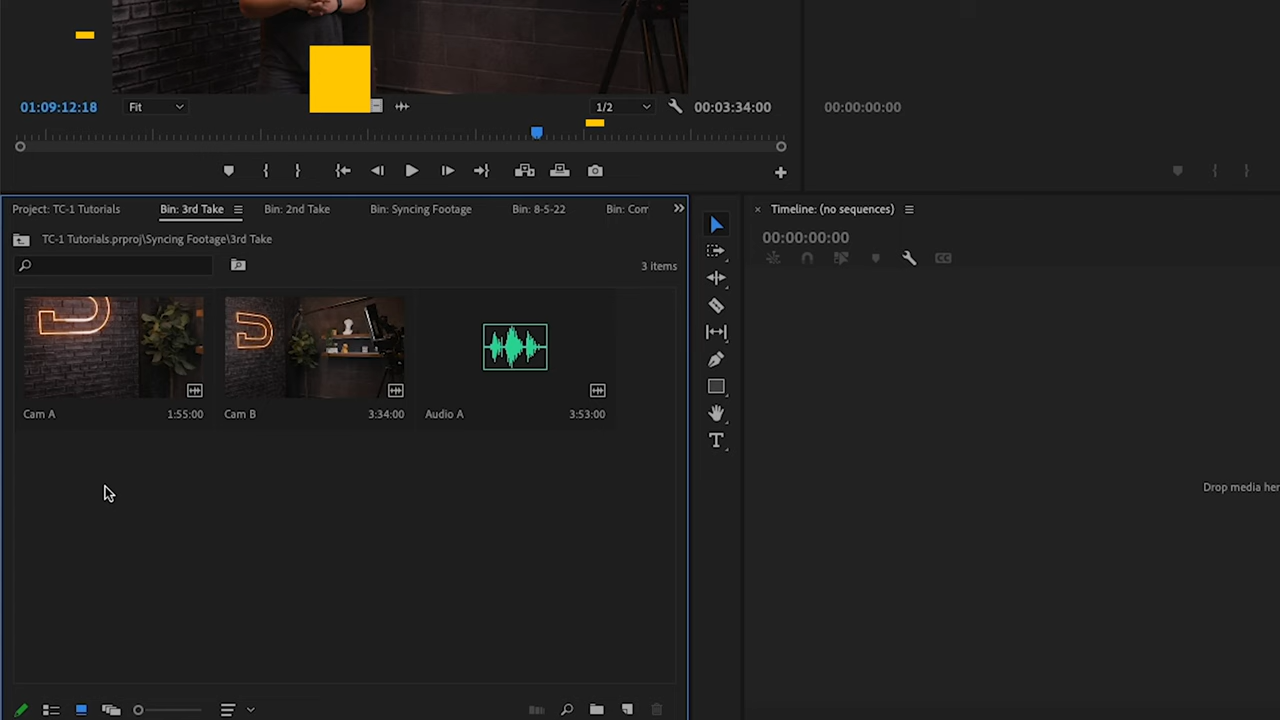 01:09:12:18 Fit 1/2 00:03:34:00 00:00:00:00
Project: TC-1 Tutorials Bin: 3rd Take Bin: 2nd Take Bin: Syncing Footage Bin: 8-5-22 Bin: Com
Timeline: (no sequences)
TC-1 Tutorials.prproj\Syncing Footage\3rd Take
00:00:00:00
3 items
CC
Cam A 1:55:00 Cam B 3:34:00 Audio A 3:53:00
Drop media her